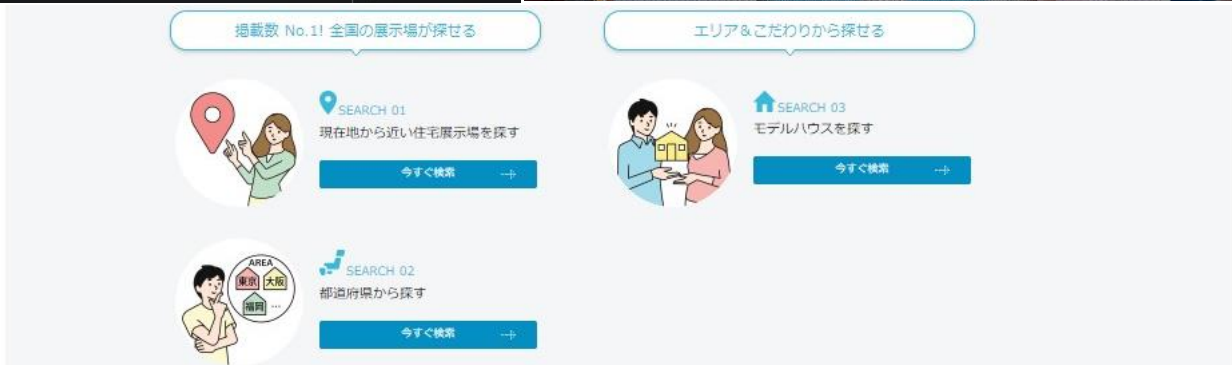 掲載数 No.1! 全国の展示場が探せる
SEARCH 01
現在地から近い住宅展示場を探す
今すぐ検索
AREA
東京 大阪
福岡 …
SEARCH 02
都道府県から探す
今すぐ検索
エリア&こだわりから探せる
SEARCH 03
モデルハウスを探す
今すぐ検索